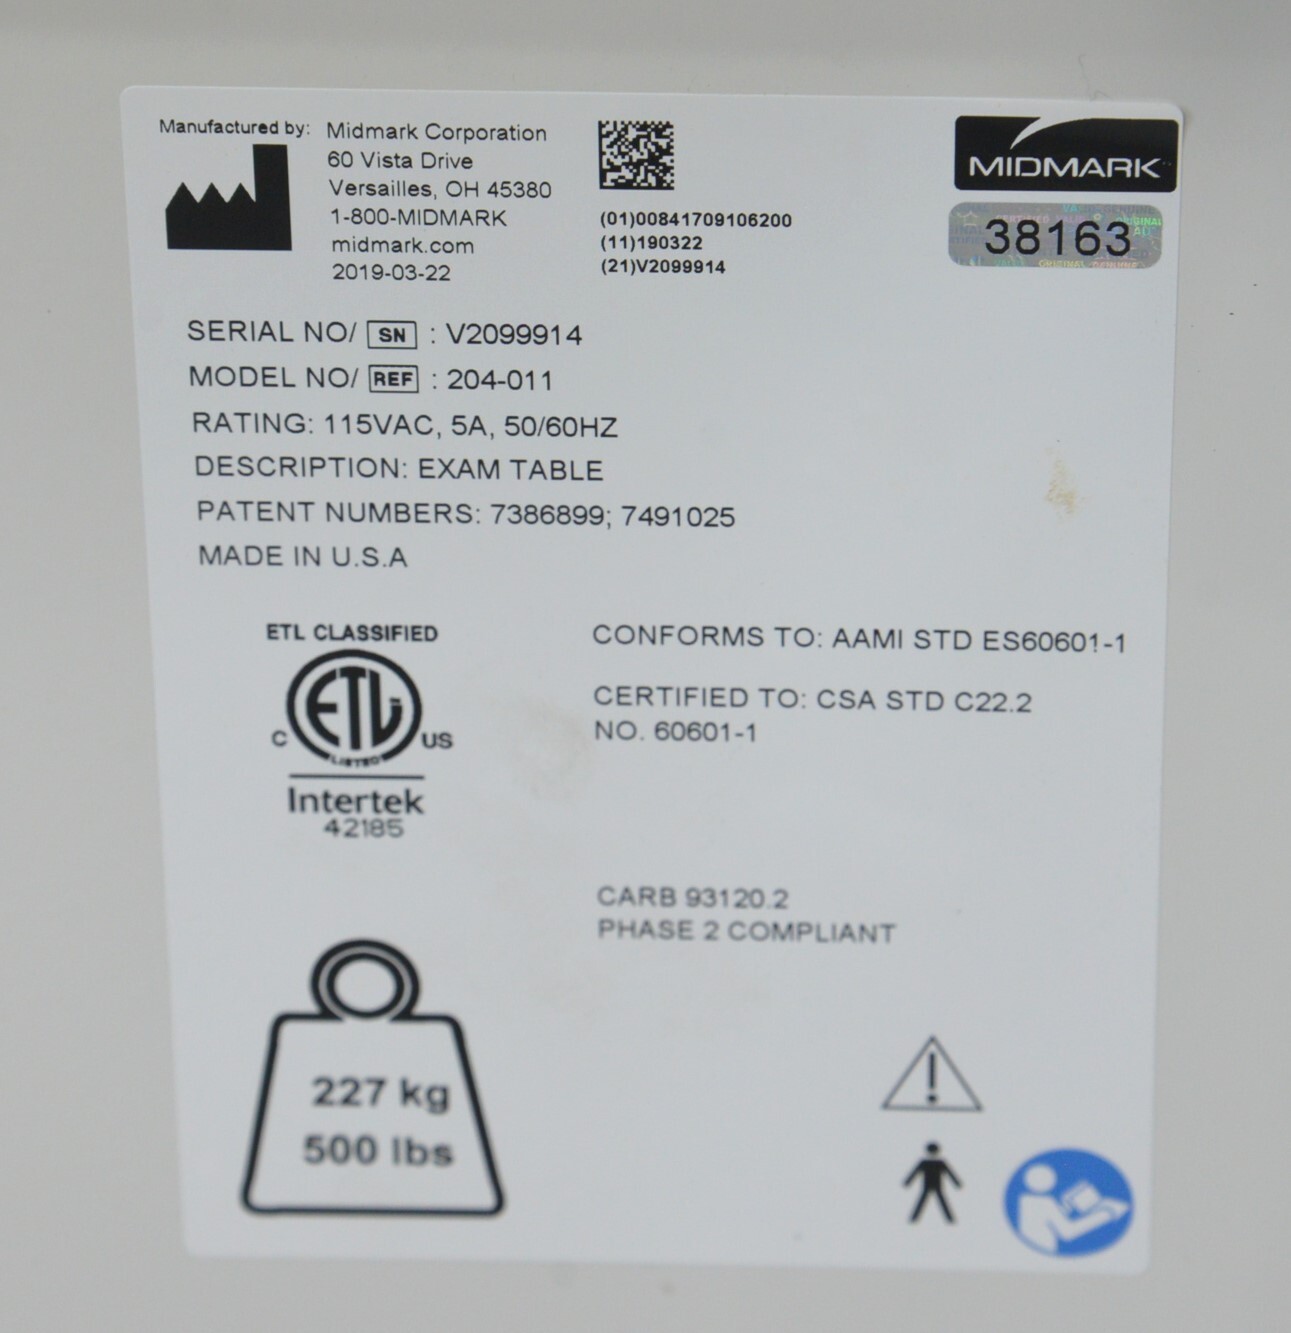 Manufactured by:
Midmark Corporation
60 Vista Drive
Versailles, OH 45380
1-800-MIDMARK
midmark.com
2019-03-22
(01)00841709106200
(11)190322
(21)V2099914
MIDMARK
38163
SERIAL NO/ SN : V2099914
MODEL NO/ REF : 204-011
RATING: 115VAC, 5A, 50/60HZ
DESCRIPTION: EXAM TABLE
PATENT NUMBERS: 7386899; 7491025
MADE IN U.S.A
ETL CLASSIFIED
ETL
LISTED
C US
Intertek
42185
CONFORMS TO: AAMI STD ES60601-1
CERTIFIED TO: CSA STD C22.2
NO. 60601-1
CARB 93120.2
PHASE 2 COMPLIANT
227 kg
500 lbs